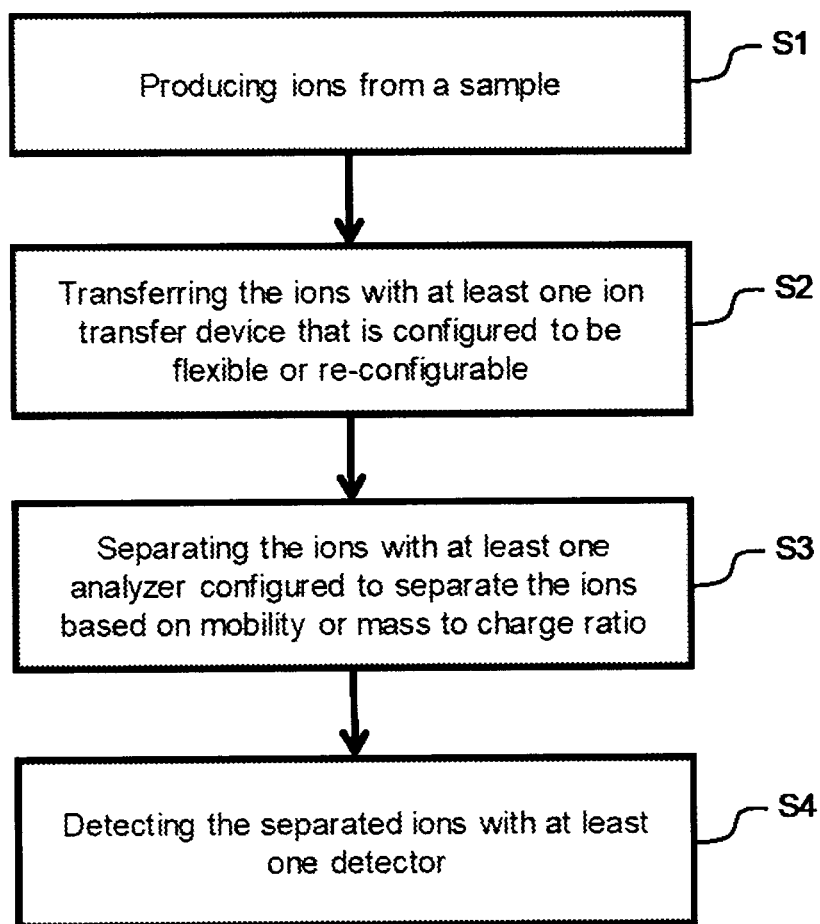 Producing ions from a sample
S1
Transferring the ions with at least one ion
transfer device that is configured to be
flexible or re-configurable
S2
Separating the ions with at least one
analyzer configured to separate the ions
based on mobility or mass to charge ratio
S3
Detecting the separated ions with at least
one detector
S4